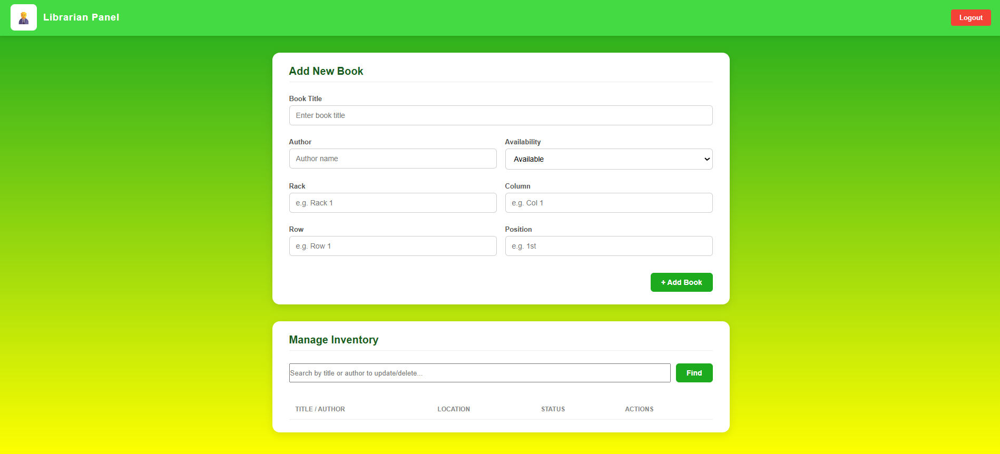 Librarian Panel
Logout
Add New Book
Book Title
Enter book title
Author
Availability
Author name
Available
Rack
Column
e.g. Rack 1
e.g. Col 1
Row
Position
e.g. Row 1
e.g. 1st
+ Add Book
Manage Inventory
Search by title or author to update/delete...
Find
TITLE / AUTHOR LOCATION STATUS ACTIONS